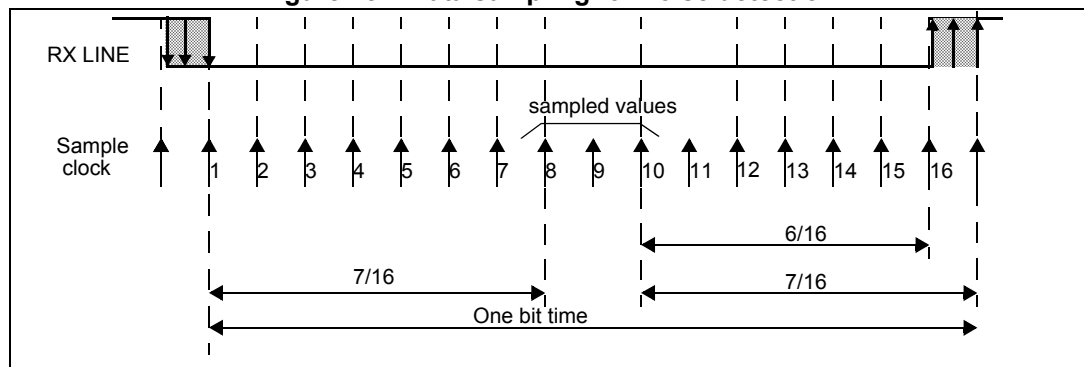 RX LINE
sampled values
Sample
clock
1 2 3 4 5 6 7 8 9 10 11 12 13 14 15 16
6/16
7/16
7/16
One bit time